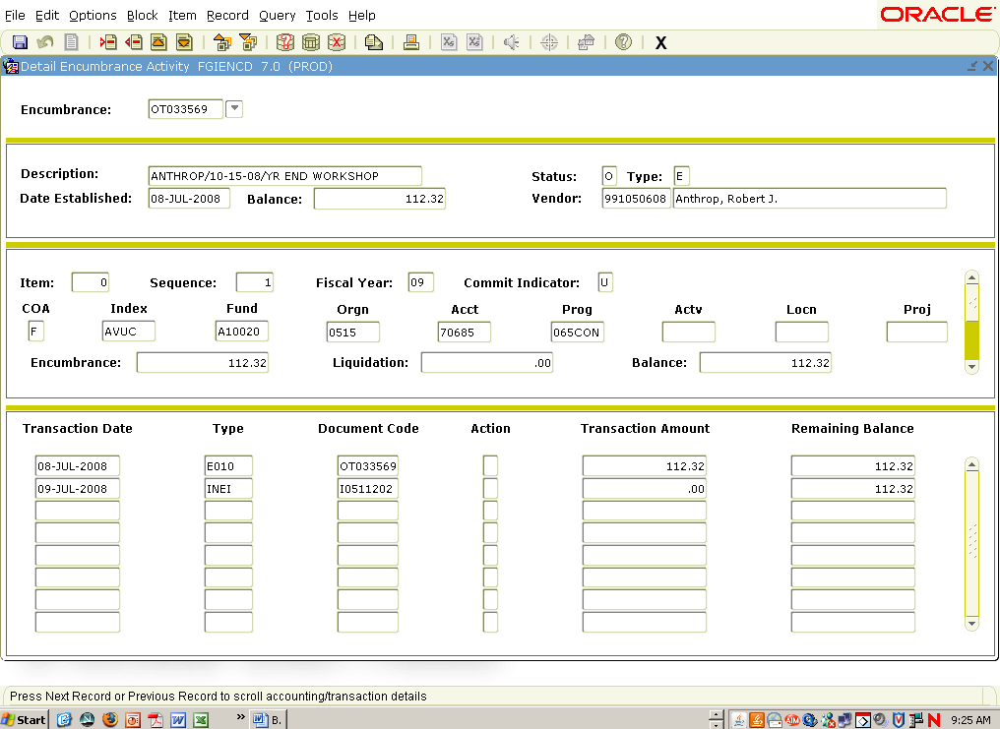 File Edit Options Block Item Record Query Tools Help
ORACLE
X
Detail Encumbrance Activity FGIENCD 7.0 (PROD)
Encumbrance: OT033569
Description: ANTHROP/10-15-08/YR END WORKSHOP Status: O Type: E
Date Established: 08-JUL-2008 Balance: 112.32 Vendor: 991050608 Anthrop, Robert J.
Item: 0 Sequence: 1 Fiscal Year: 09 Commit Indicator: U
COA Index Fund Orgn Acct Prog Actv Locn Proj
F AVUC A10020 0515 70685 065CON
Encumbrance: 112.32 Liquidation: .00 Balance: 112.32
Transaction Date Type Document Code Action Transaction Amount Remaining Balance
08-JUL-2008 E010 OT033569 112.32 112.32
09-JUL-2008 INEI I0511202 .00 112.32
Press Next Record or Previous Record to scroll accounting/transaction details
Start B. 9:25 AM